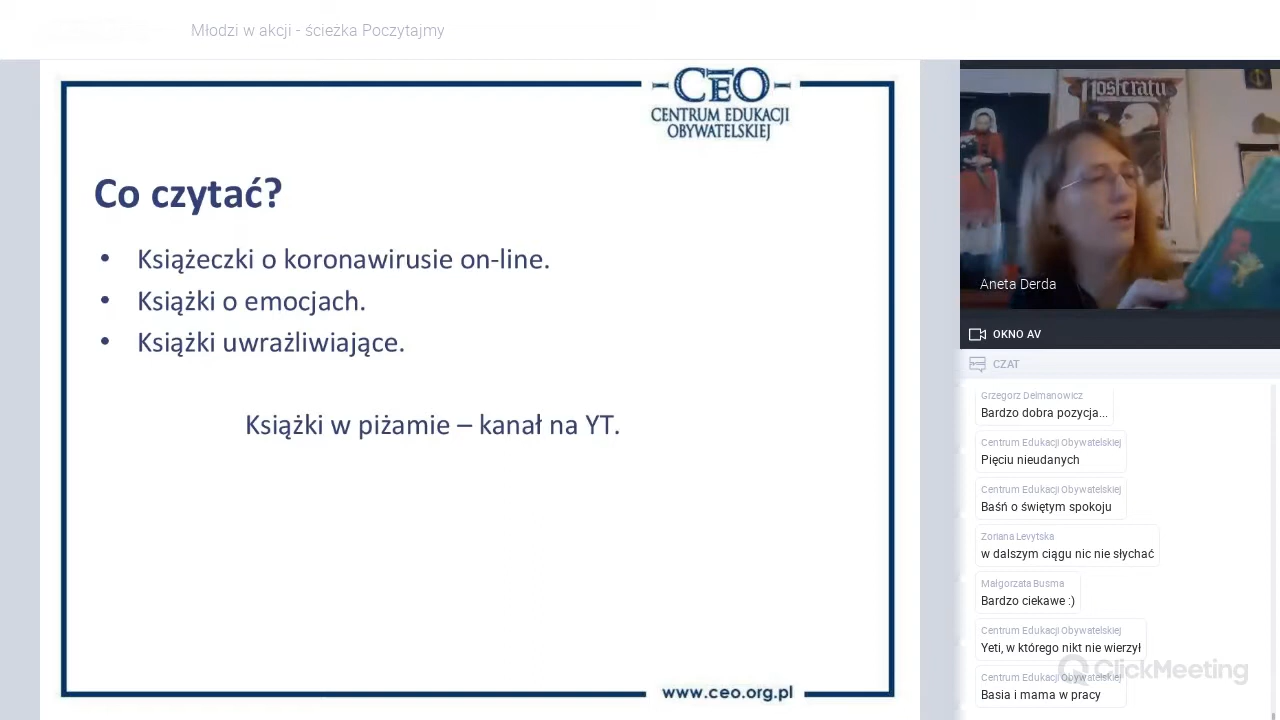 Młodzi w akcji - ścieżka Poczytajmy
CEO
CENTRUM EDUKACJI
OBYWATELSKIEJ
Co czytać?
• Książeczki o koronawirusie on-line.
• Książki o emocjach.
• Książki uwrażliwiające.
Książki w piżamie – kanał na YT.
www.ceo.org.pl
Nosferatu
Aneta Derda
OKNO AV
CZAT
Grzegorz Delmanowicz
Bardzo dobra pozycja...
Centrum Edukacji Obywatelskiej
Pięciu nieudanych
Centrum Edukacji Obywatelskiej
Baśń o świętym spokoju
Zoriana Levytska
w dalszym ciągu nic nie słychać
Małgorzata Busma
Bardzo ciekawe :)
Centrum Edukacji Obywatelskiej
Yeti, w którego nikt nie wierzył
Centrum Edukacji Obywatelskiej
Basia i mama w pracy
ClickMeeting